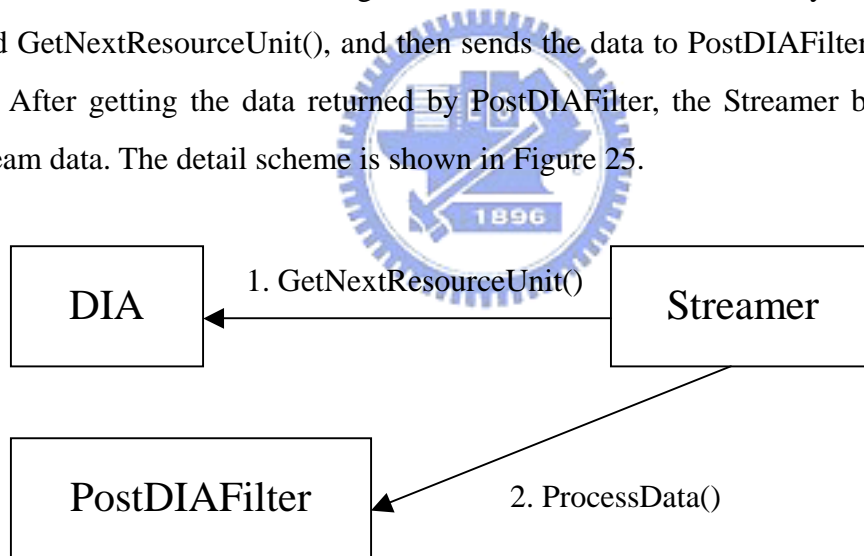 d GetNextResourceUnit(), and then sends the data to PostDIAFilter
After getting the data returned by PostDIAFilter, the Streamer b
eam data. The detail scheme is shown in Figure 25.
1896
DIA
1. GetNextResourceUnit()
Streamer
PostDIAFilter
2. ProcessData()